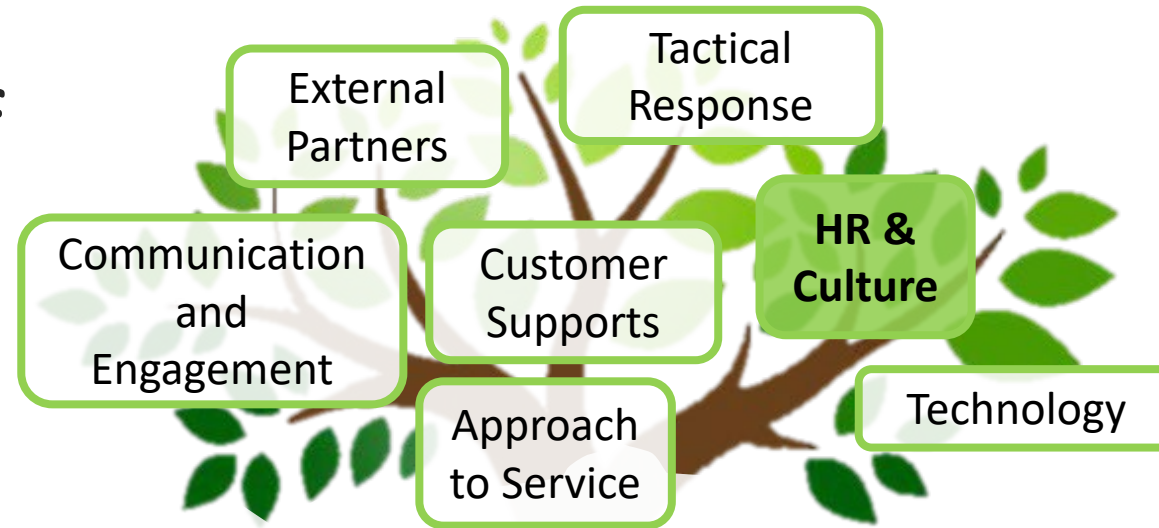 External
Partners
Tactical
Response
HR &
Culture
Communication
and
Engagement
Customer
Supports
Technology
Approach
to Service